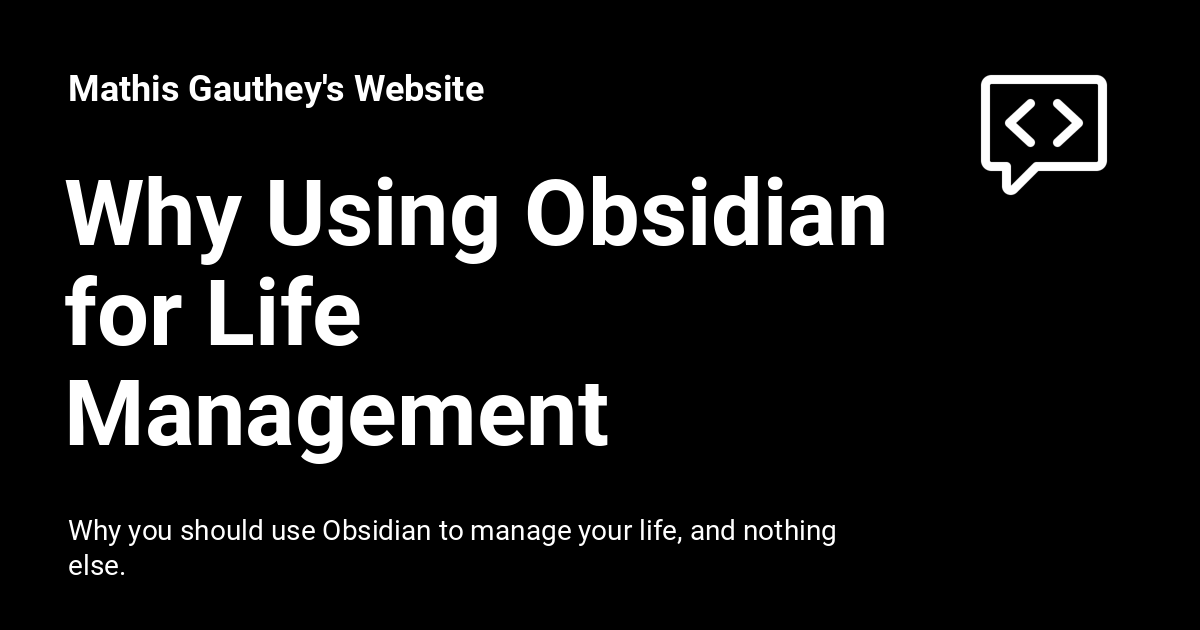 Mathis Gauthey's Website
Why Using Obsidian
for Life
Management
Why you should use Obsidian to manage your life, and nothing
else.